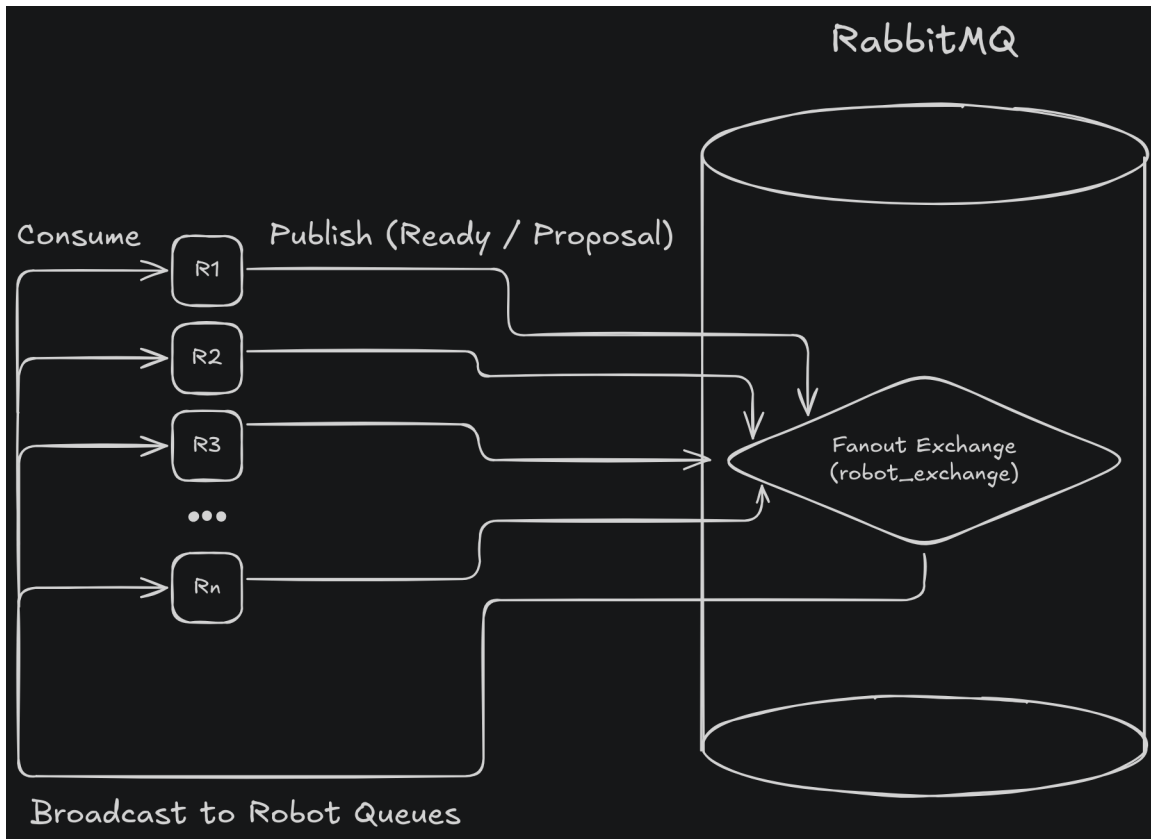 RabbitMQ
Consume
Publish (Ready / Proposal)
R1
R2
R3
Rn
Fanout Exchange
(robot_exchange)
Broadcast to Robot Queues